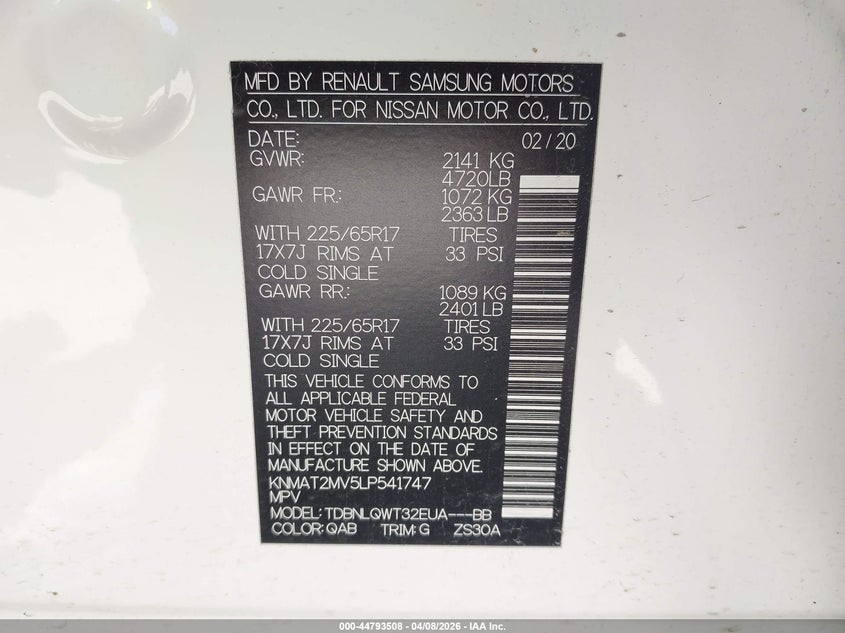 MFD BY RENAULT SAMSUNG MOTORS
CO., LTD. FOR NISSAN MOTOR CO., LTD.
DATE: 02 / 20
GVWR: 2141 KG
4720LB
GAWR FR.: 1072 KG
2363 LB
WITH 225/65R17 TIRES
17X7J RIMS AT 33 PSI
COLD SINGLE
GAWR RR.: 1089 KG
2401 LB
WITH 225/65R17 TIRES
17X7J RIMS AT 33 PSI
COLD SINGLE
THIS VEHICLE CONFORMS TO
ALL APPLICABLE FEDERAL
MOTOR VEHICLE SAFETY AND
THEFT PREVENTION STANDARDS
IN EFFECT ON THE DATE OF
MANUFACTURE SHOWN ABOVE.
KNMAT2MV5LP541747
MPV
MODEL: TDBNLQWT32EUA---BB
COLOR: QAB TRIM: G ZS30A
000-44793508 | 04/08/2026 - IAA Inc.